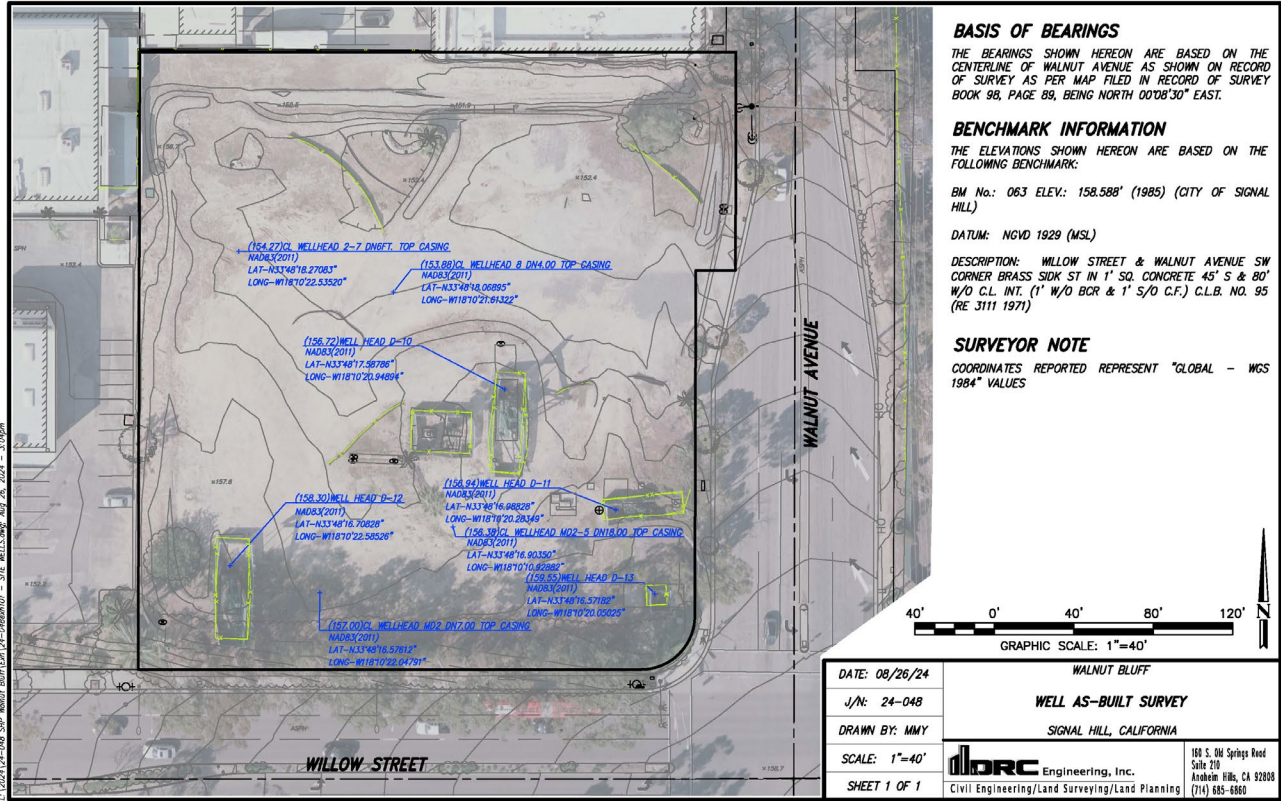 BASIS OF BEARINGS
THE BEARINGS SHOWN HEREON ARE BASED ON THE
CENTERLINE OF WALNUT AVENUE AS SHOWN ON RECORD
OF SURVEY AS PER MAP FILED IN RECORD OF SURVEY
BOOK 98, PAGE 89, BEING NORTH 00°08'30" EAST.
BENCHMARK INFORMATION
THE ELEVATIONS SHOWN HEREON ARE BASED ON THE
FOLLOWING BENCHMARK:
BM No.: 063 ELEV.: 158.588' (1985) (CITY OF SIGNAL
HILL)
DATUM: NGVD 1929 (MSL)
DESCRIPTION: WILLOW STREET & WALNUT AVENUE SW
CORNER BRASS SIDK ST IN 1' SQ. CONCRETE 45' S & 80'
W/O C.L. INT. (1' W/O BCR & 1' S/O C.F.) C.L.B. NO. 95
(RE 3111 1971)
SURVEYOR NOTE
COORDINATES REPORTED REPRESENT "GLOBAL – WGS
1984" VALUES
(154.27)CL WELLHEAD 2-7 DN6FT. TOP CASING
NAD83(2011)
LAT-N33°48'18.27083"
LONG-W118°10'22.53520"
(153.88)CL WELLHEAD 8 DN4.00 TOP CASING
NAD83(2011)
LAT-N33°48'18.06895"
LONG-W118°10'21.61322"
(156.72)WELL HEAD D-10
NAD83(2011)
LAT-N33°48'17.58786"
LONG-W118°10'20.94894"
(158.30)WELL HEAD D-12
NAD83(2011)
LAT-N33°48'16.70828"
LONG-W118°10'22.58526"
(156.94)WELL HEAD D-11
NAD83(2011)
LAT-N33°48'16.98828"
LONG-W118°10'20.28349"
(156.38)CL WELLHEAD MD2-5 DN18.00 TOP CASING
NAD83(2011)
LAT-N33°48'16.90350"
LONG-W118°10'10.92882"
(159.55)WELL HEAD D-13
NAD83(2011)
LAT-N33°48'16.57182"
LONG-W118°10'20.05025"
(157.00)CL WELLHEAD MD2 DN7.00 TOP CASING
NAD83(2011)
LAT-N33°48'16.57612"
LONG-W118°10'22.04791"
×152.4
×152.4
×153.4
×157.6
×156.7
ASPH
ASPH
WALNUT AVENUE
WILLOW STREET
40' 0' 40' 80' 120'
GRAPHIC SCALE: 1"=40'
N
DATE: 08/26/24
J/N: 24-048
DRAWN BY: MMY
SCALE: 1"=40'
SHEET 1 OF 1
WALNUT BLUFF
WELL AS-BUILT SURVEY
SIGNAL HILL, CALIFORNIA
DRC Engineering, Inc.
Civil Engineering/Land Surveying/Land Planning
160 S. Old Springs Road
Suite 210
Anaheim Hills, CA 92808
(714) 685-6860